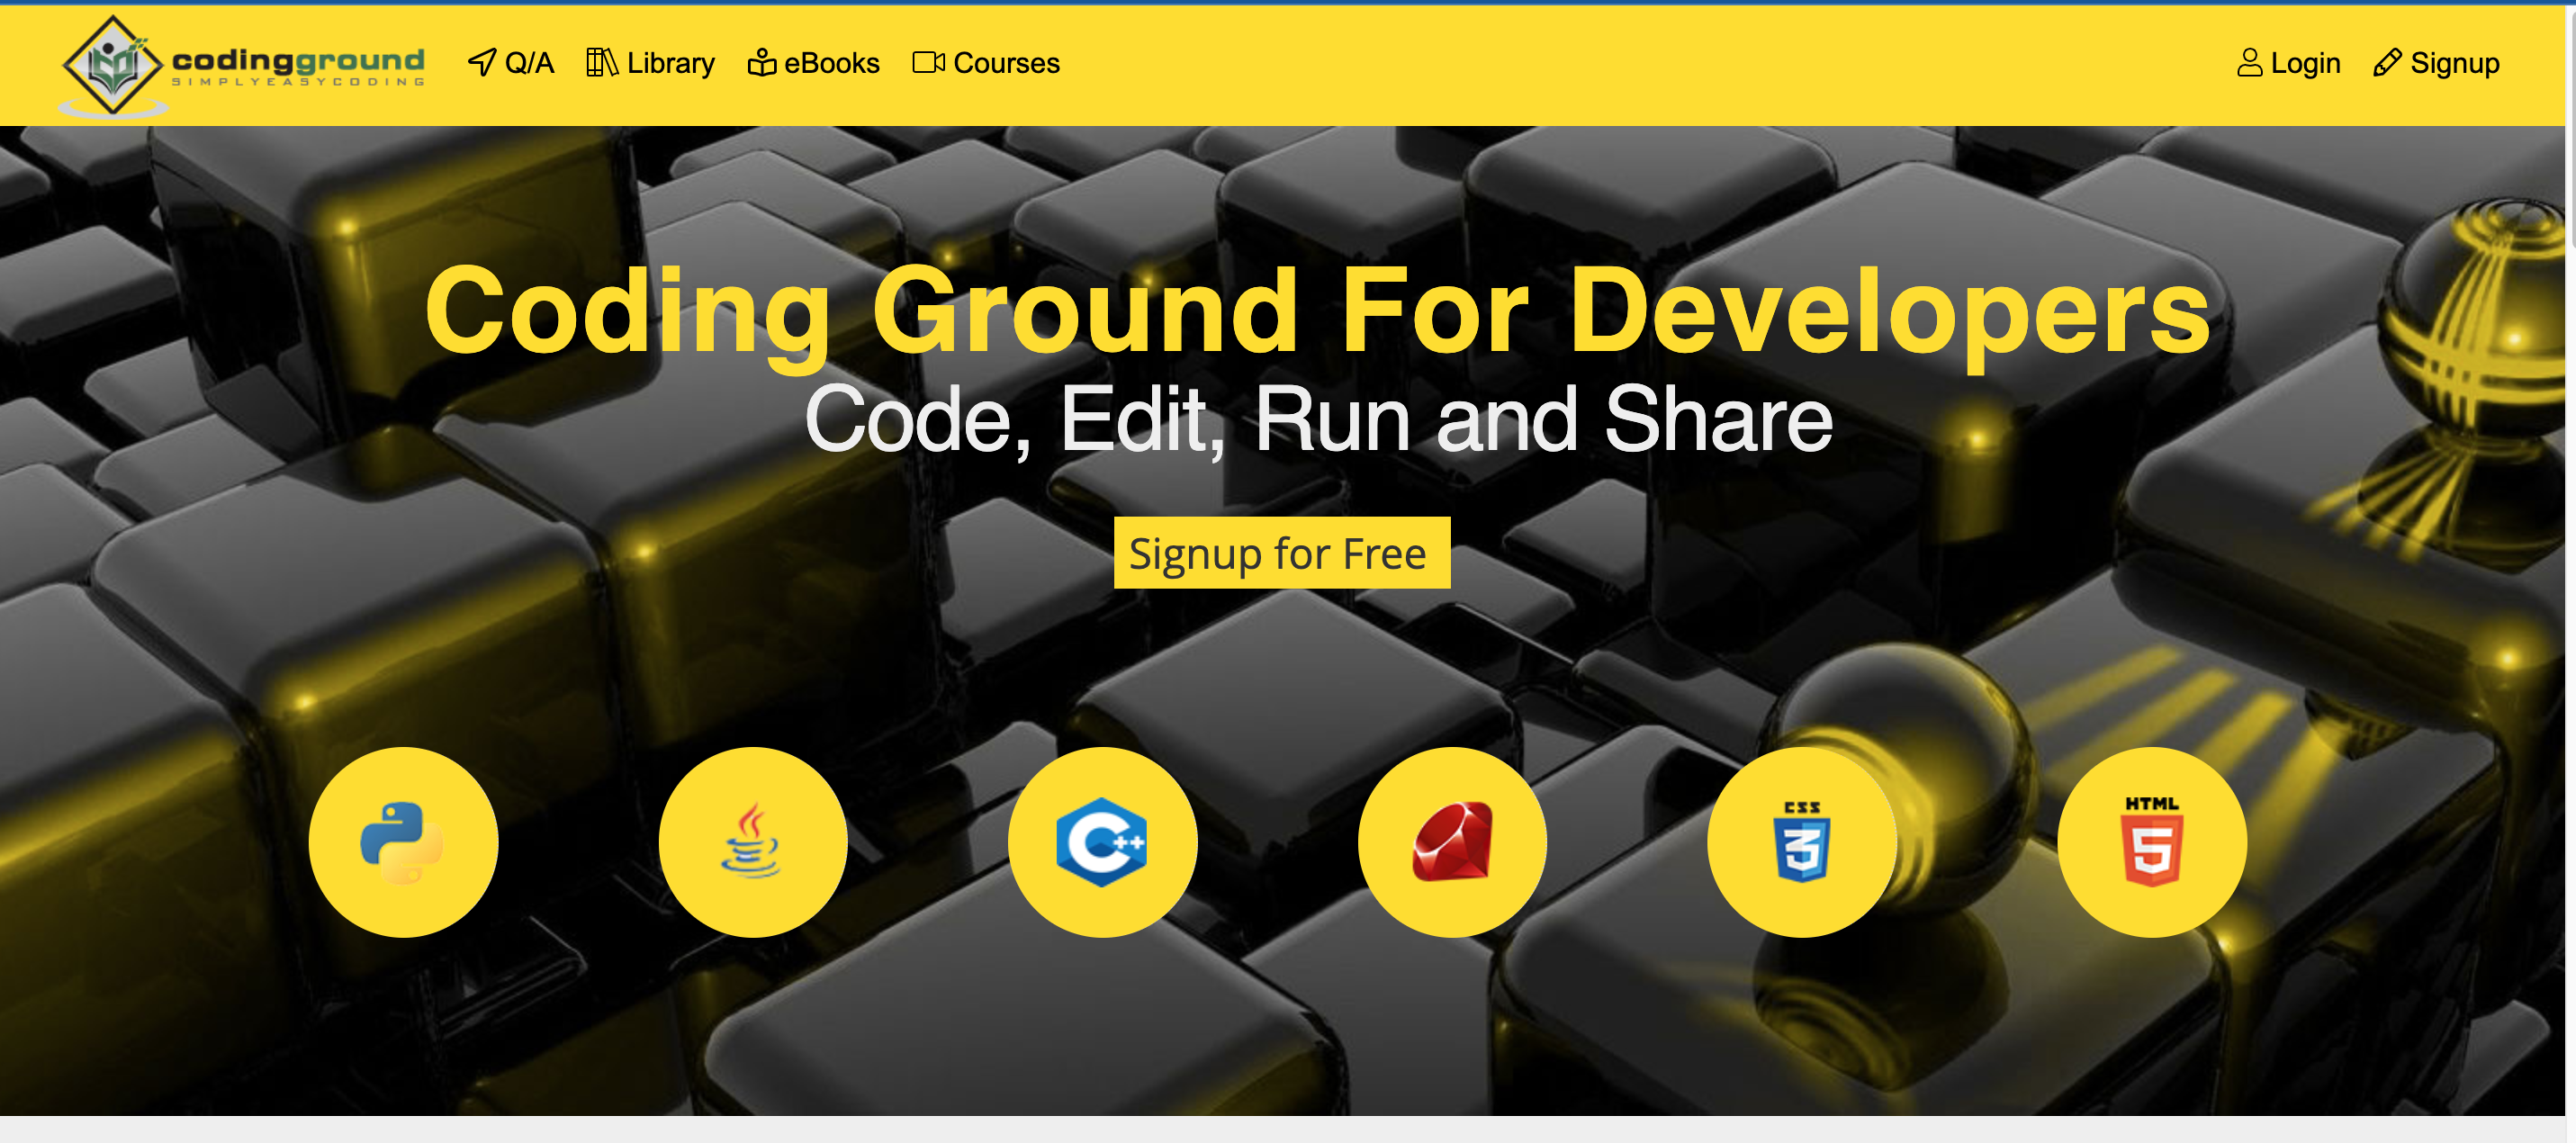 codingground
SIMPLYEASYCODING
Q/A
Library
eBooks
Courses
Login
Signup
Coding Ground For Developers
Code, Edit, Run and Share
Signup for Free
C++
CSS
3
HTML
5